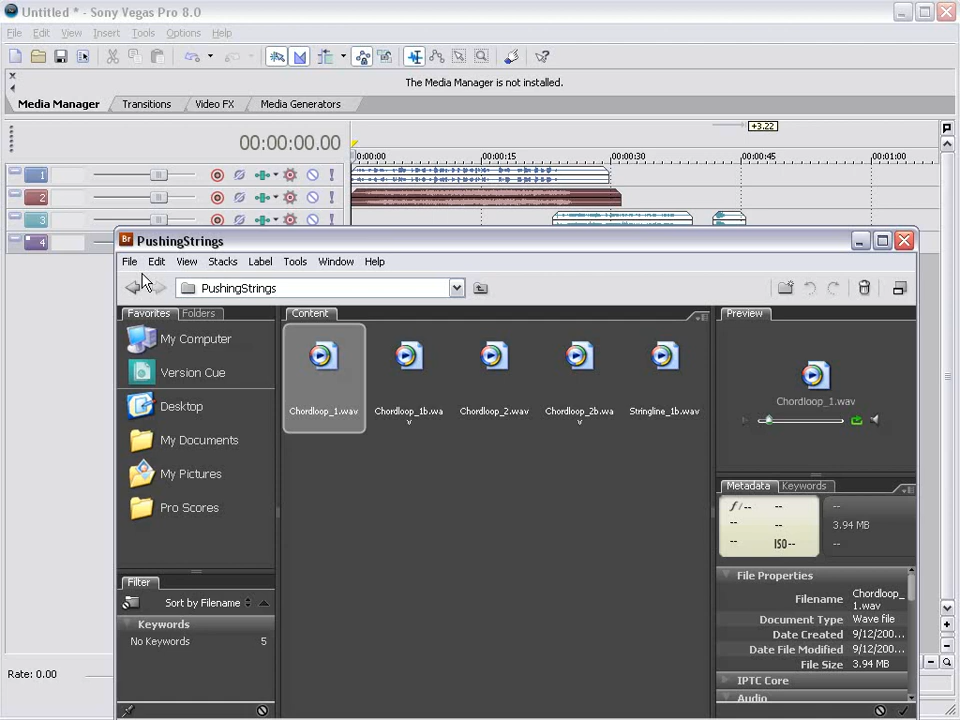 Untitled * - Sony Vegas Pro 8.0
File Edit View Insert Tools Options Help
The Media Manager is not installed.
Media Manager Transitions Video FX Media Generators
+3.22
00:00:00.00
0:00:00 00:00:15 00:00:30 00:00:45 00:01:00
1
2
3
4
Br PushingStrings
File Edit View Stacks Label Tools Window Help
PushingStrings
Favorites Folders
My Computer
Version Cue
Desktop
My Documents
My Pictures
Pro Scores
Filter
Sort by Filename
Keywords
No Keywords 5
Content
Chordloop_1.wav
Chordloop_1b.wa
v
Chordloop_2.wav
Chordloop_2b.wa
v
Stringline_1b.wav
Preview
Chordloop_1.wav
Metadata Keywords
ƒ/-- -- --
-- -- 3.94 MB
-- ISO-- --
File Properties
Filename Chordloop_
1.wav
Document Type Wave file
Date Created 9/12/200...
Date File Modified 9/12/200...
File Size 3.94 MB
IPTC Core
Audio
Rate: 0.00